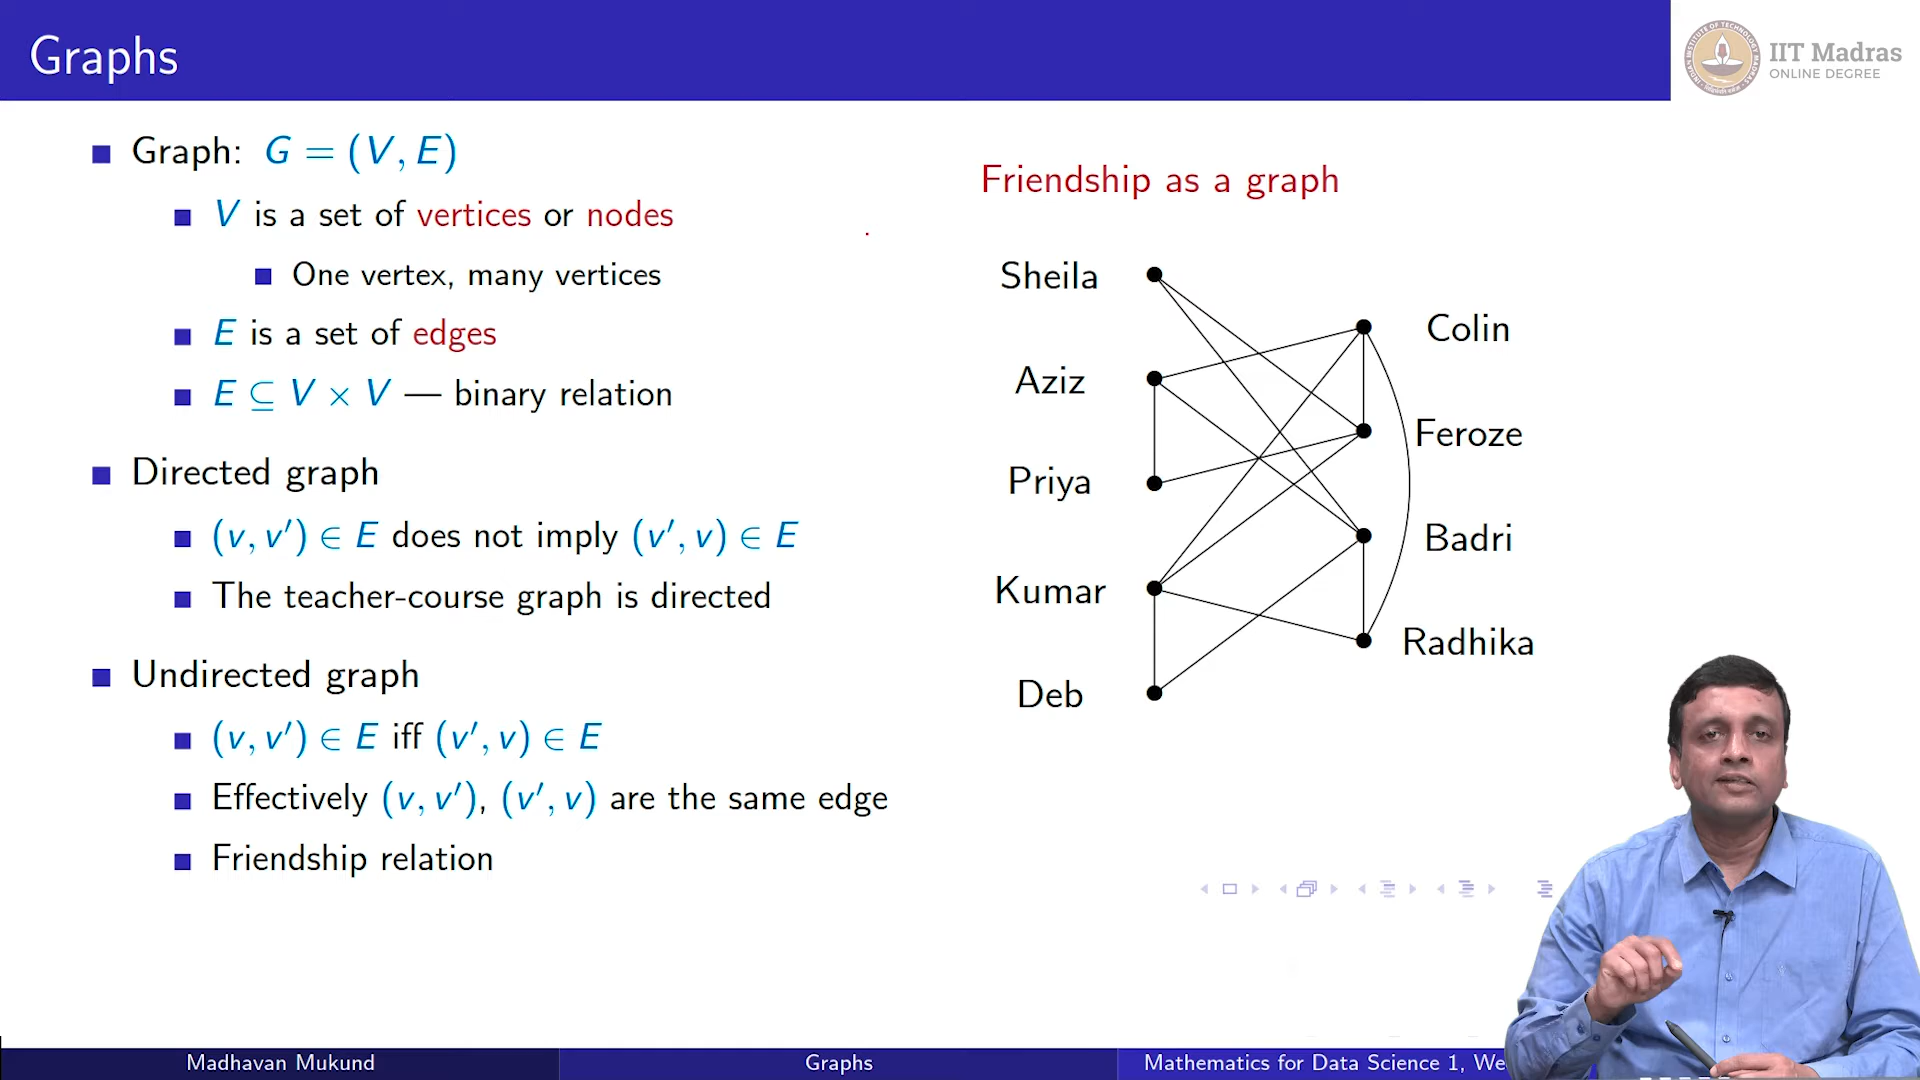 Graphs
IIT Madras
ONLINE DEGREE
Graph: G = (V, E)
V is a set of vertices or nodes
One vertex, many vertices
E is a set of edges
E ⊆ V × V — binary relation
Directed graph
(v, v′) ∈ E does not imply (v′, v) ∈ E
The teacher-course graph is directed
Undirected graph
(v, v′) ∈ E iff (v′, v) ∈ E
Effectively (v, v′), (v′, v) are the same edge
Friendship relation
Friendship as a graph
Sheila
Colin
Aziz
Feroze
Priya
Badri
Kumar
Radhika
Deb
Madhavan Mukund
Graphs
Mathematics for Data Science 1, We